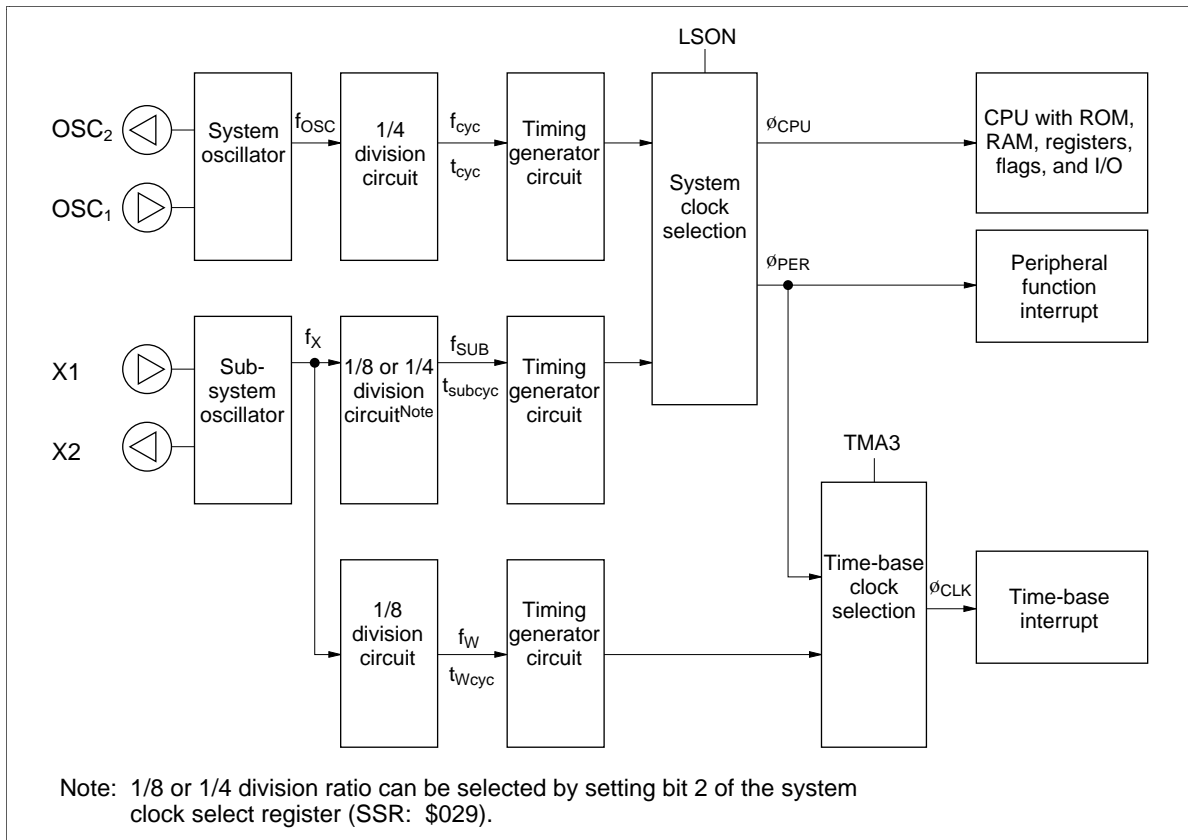 LSON
OSC2
OSC1
System
oscillator
fOSC
1/4
division
circuit
fcyc
tcyc
Timing
generator
circuit
System
clock
selection
øCPU
CPU with ROM,
RAM, registers,
flags, and I/O
øPER
Peripheral
function
interrupt
X1
X2
Sub-
system
oscillator
fX
1/8 or 1/4
division
circuitNote
fSUB
tsubcyc
Timing
generator
circuit
TMA3
1/8
division
circuit
fW
tWcyc
Timing
generator
circuit
Time-base
clock
selection
øCLK
Time-base
interrupt
Note: 1/8 or 1/4 division ratio can be selected by setting bit 2 of the system
clock select register (SSR: $029).